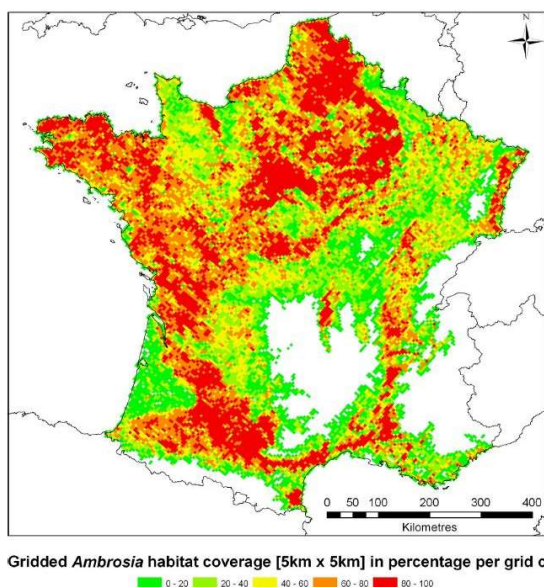 N
0 25 50 100 200 300 400
Kilometres
Gridded Ambrosia habitat coverage [5km x 5km] in percentage per grid c
0 - 20 20 - 40 40 - 60 60 - 80 80 - 100